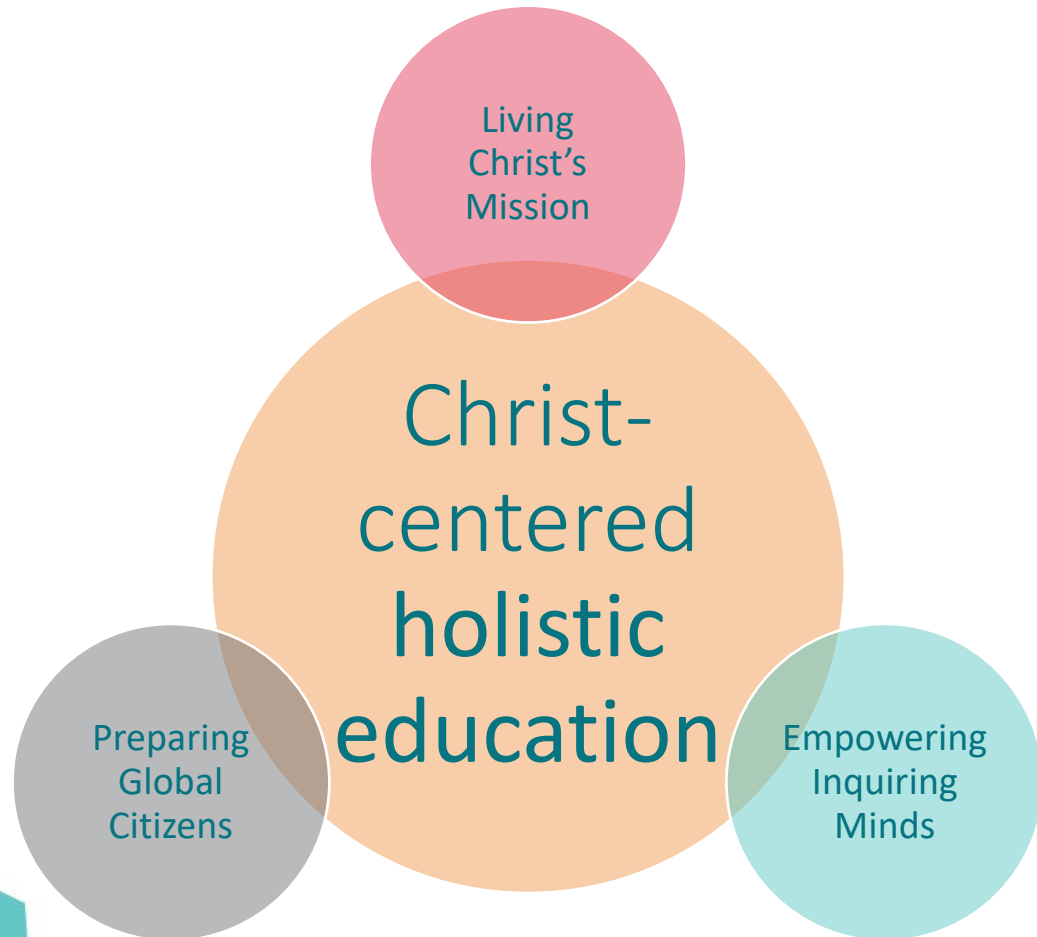 Living
Christ’s
Mission
Christ-
centered
holistic
education
Preparing
Global
Citizens
Empowering
Inquiring
Minds